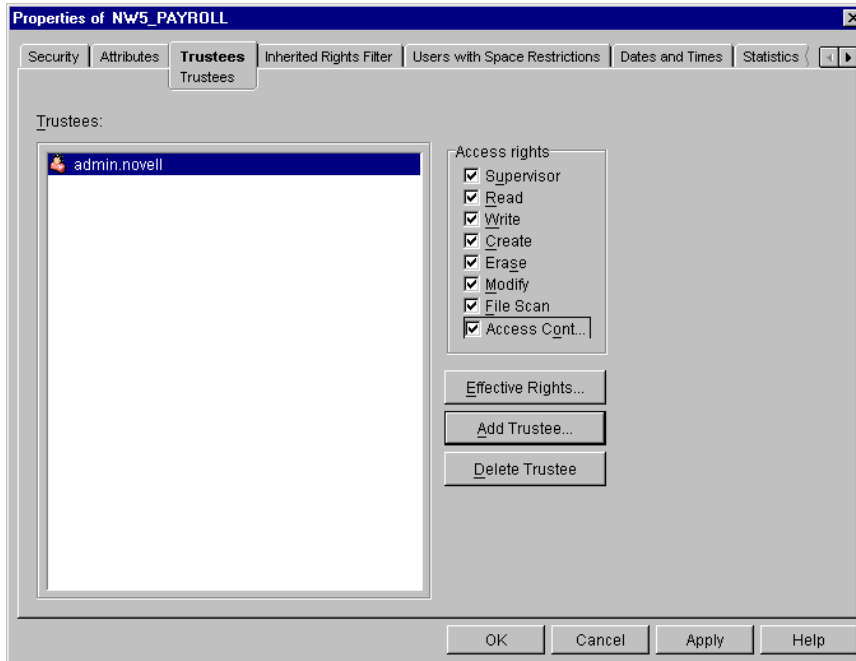 Properties of NW5_PAYROLL
Security Attributes Trustees Inherited Rights Filter Users with Space Restrictions Dates and Times Statistics
Trustees
Trustees:
admin.novell
Access rights
Supervisor
Read
Write
Create
Erase
Modify
File Scan
Access Cont...
Effective Rights...
Add Trustee...
Delete Trustee
OK Cancel Apply Help